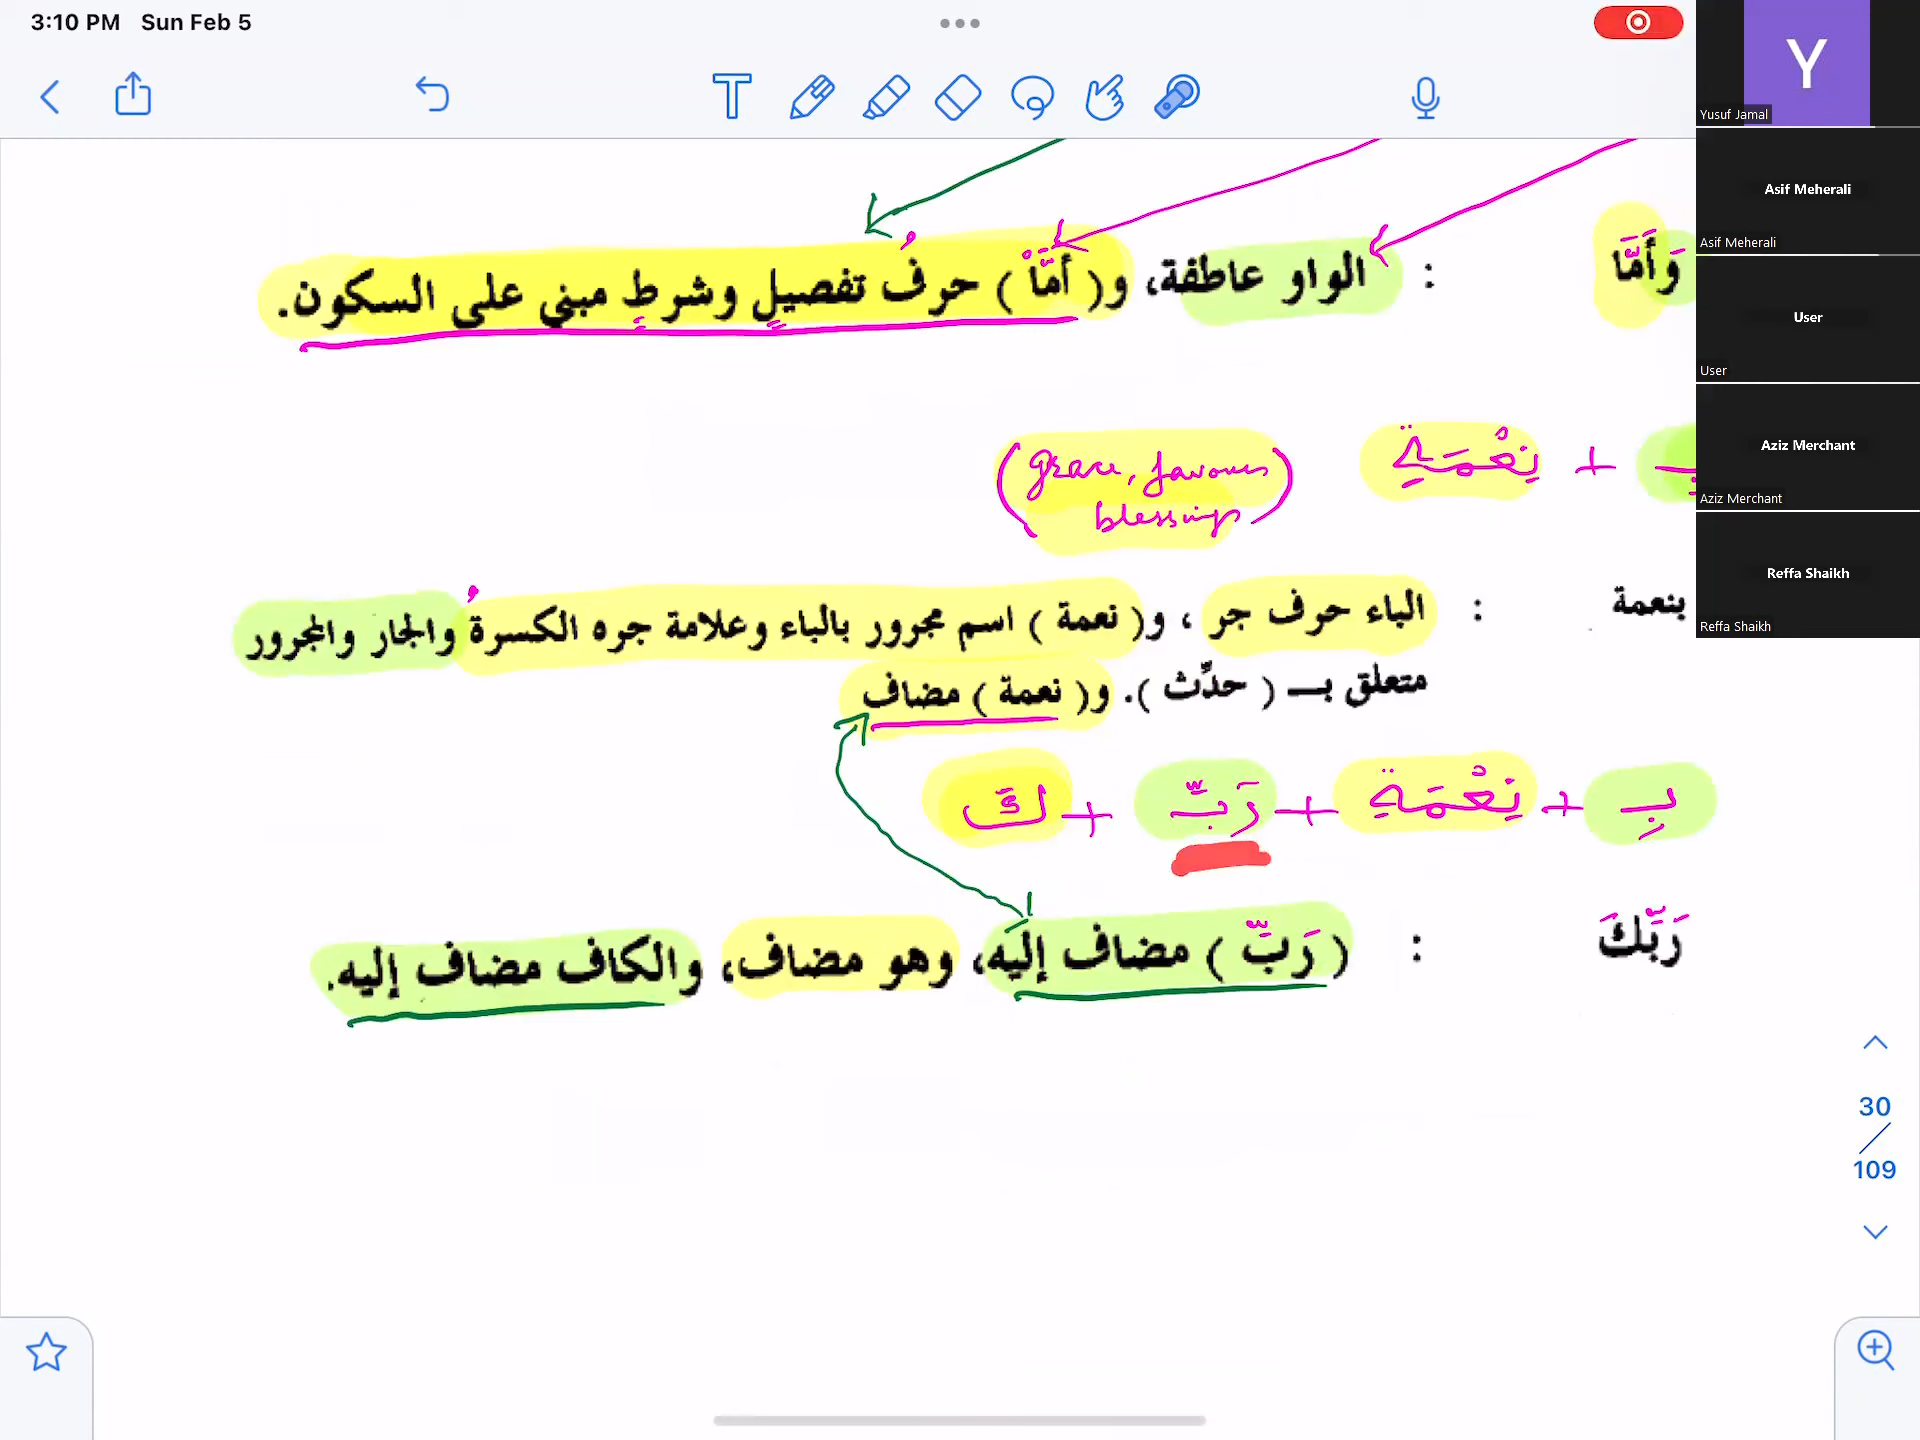 3:10 PM Sun Feb 5
Y
Yusuf Jamal
Asif Meherali
Asif Meherali
User
User
Aziz Merchant
Aziz Merchant
Reffa Shaikh
Reffa Shaikh
وَأَمَّا : الواو عاطفة، و( أَمَّا ) حرفُ تفصيلٍ وشرطٍ مبني على السكون.
بِ + نِعْمَةِ (grace, favours
blessings)
بنعمة : الباء حرف جر ، و( نعمة ) اسم مجرور بالباء وعلامة جره الكسرةُ والجار والمجرور
متعلق بـــ ( حدِّث ). و( نعمة ) مضاف
بِـ + نِعْمَةِ + رَبِّ + كَ
رَبِّكَ : ( رَبِّ ) مضاف إليه، وهو مضاف، والكاف مضاف إليه.
30
109